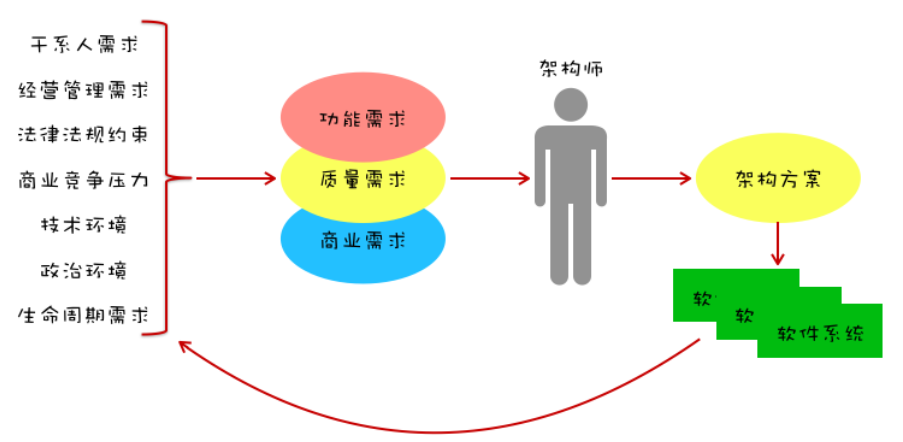 干系人需求
经营管理需求
法律法规约束
商业竞争压力
技术环境
政治环境
生命周期需求
功能需求
质量需求
商业需求
架构师
架构方案
软
软
软件系统